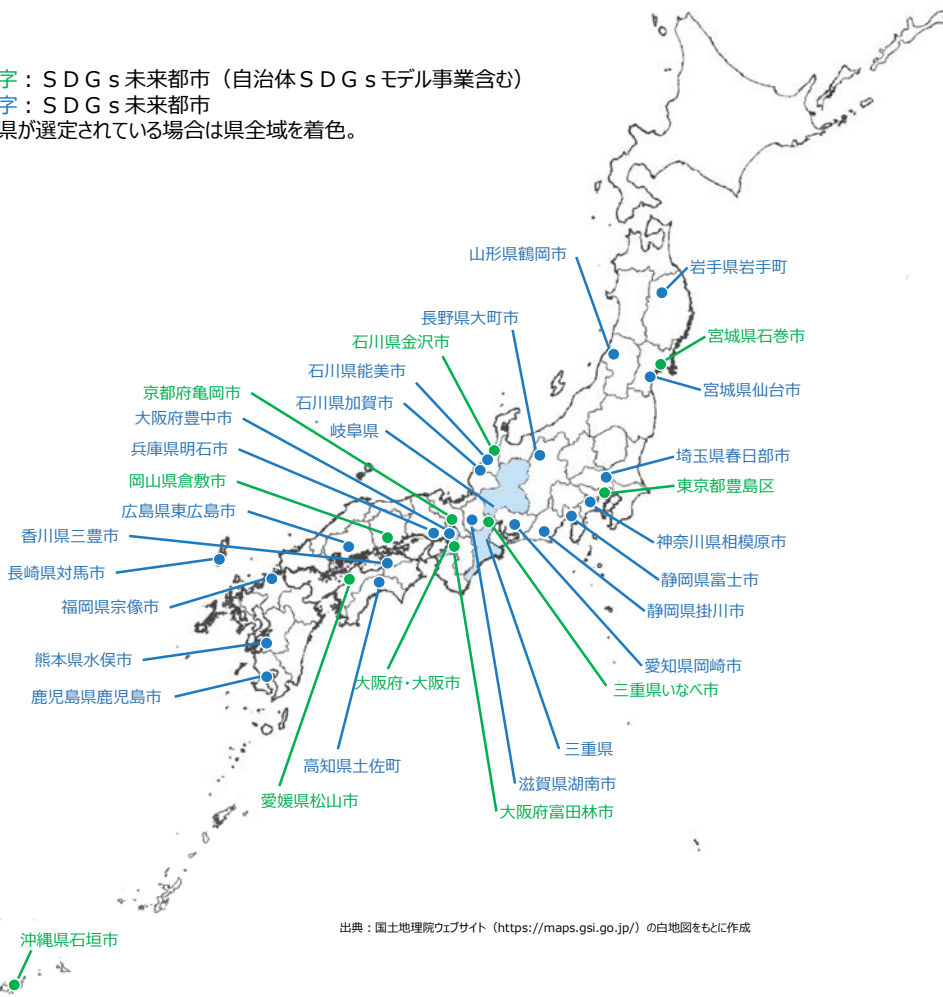 字：ＳＤＧｓ未来都市（自治体ＳＤＧｓモデル事業含む）
字：ＳＤＧｓ未来都市
県が選定されている場合は県全域を着色。
山形県鶴岡市
岩手県岩手町
長野県大町市
石川県金沢市
宮城県石巻市
石川県能美市
宮城県仙台市
京都府亀岡市
石川県加賀市
大阪府豊中市
岐阜県
兵庫県明石市
埼玉県春日部市
岡山県倉敷市
東京都豊島区
広島県東広島市
香川県三豊市
神奈川県相模原市
長崎県対馬市
静岡県富士市
福岡県宗像市
静岡県掛川市
熊本県水俣市
愛知県岡崎市
大阪府・大阪市
三重県いなべ市
鹿児島県鹿児島市
三重県
高知県土佐町
滋賀県湖南市
愛媛県松山市
大阪府富田林市
出典：国土地理院ウェブサイト（https://maps.gsi.go.jp/）の白地図をもとに作成
沖縄県石垣市